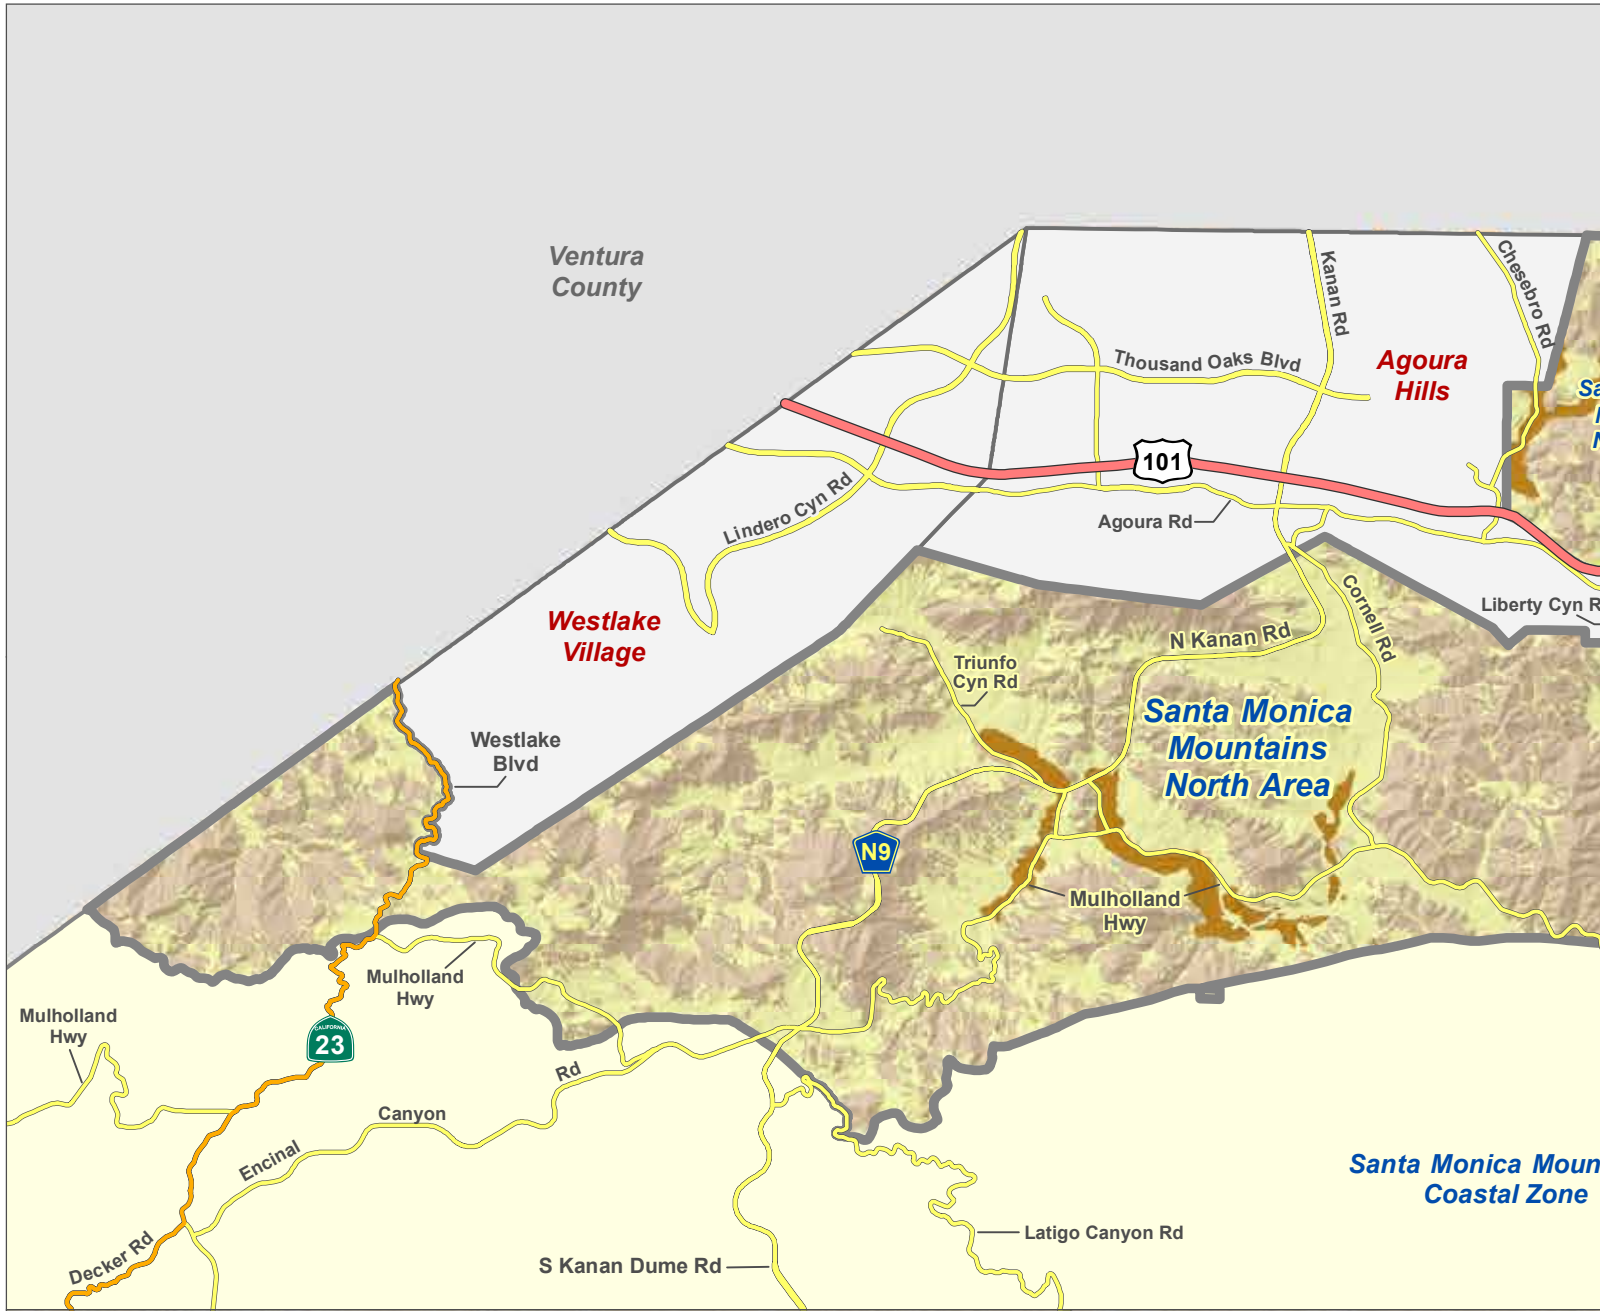 Ventura
County
Kanan Rd
Chesebro Rd
Thousand Oaks Blvd
Agoura
Hills
101
Lindero Cyn Rd
Agoura Rd
Cornell Rd
Liberty Cyn R
Westlake
Village
N Kanan Rd
Triunfo
Cyn Rd
Santa Monica
Mountains
North Area
Westlake
Blvd
N9
Mulholland
Hwy
Mulholland
Hwy
Mulholland
Hwy
CALIFORNIA
23
Rd
Canyon
Encinal
Santa Monica Moun
Coastal Zone
Latigo Canyon Rd
Decker Rd
S Kanan Dume Rd